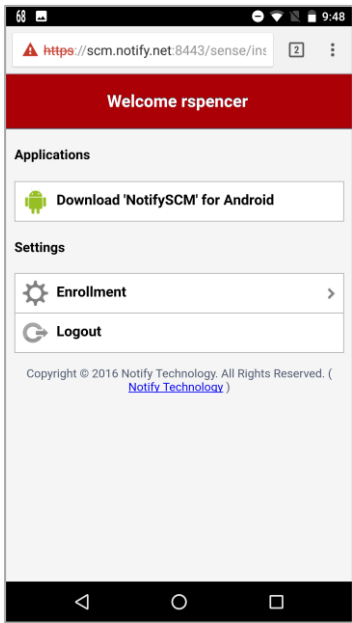 68 9:48
https://scm.notify.net:8443/sense/ins 2
Welcome rspencer
Applications
Download 'NotifySCM' for Android
Settings
Enrollment
Logout
Copyright © 2016 Notify Technology. All Rights Reserved. (
Notify Technology )